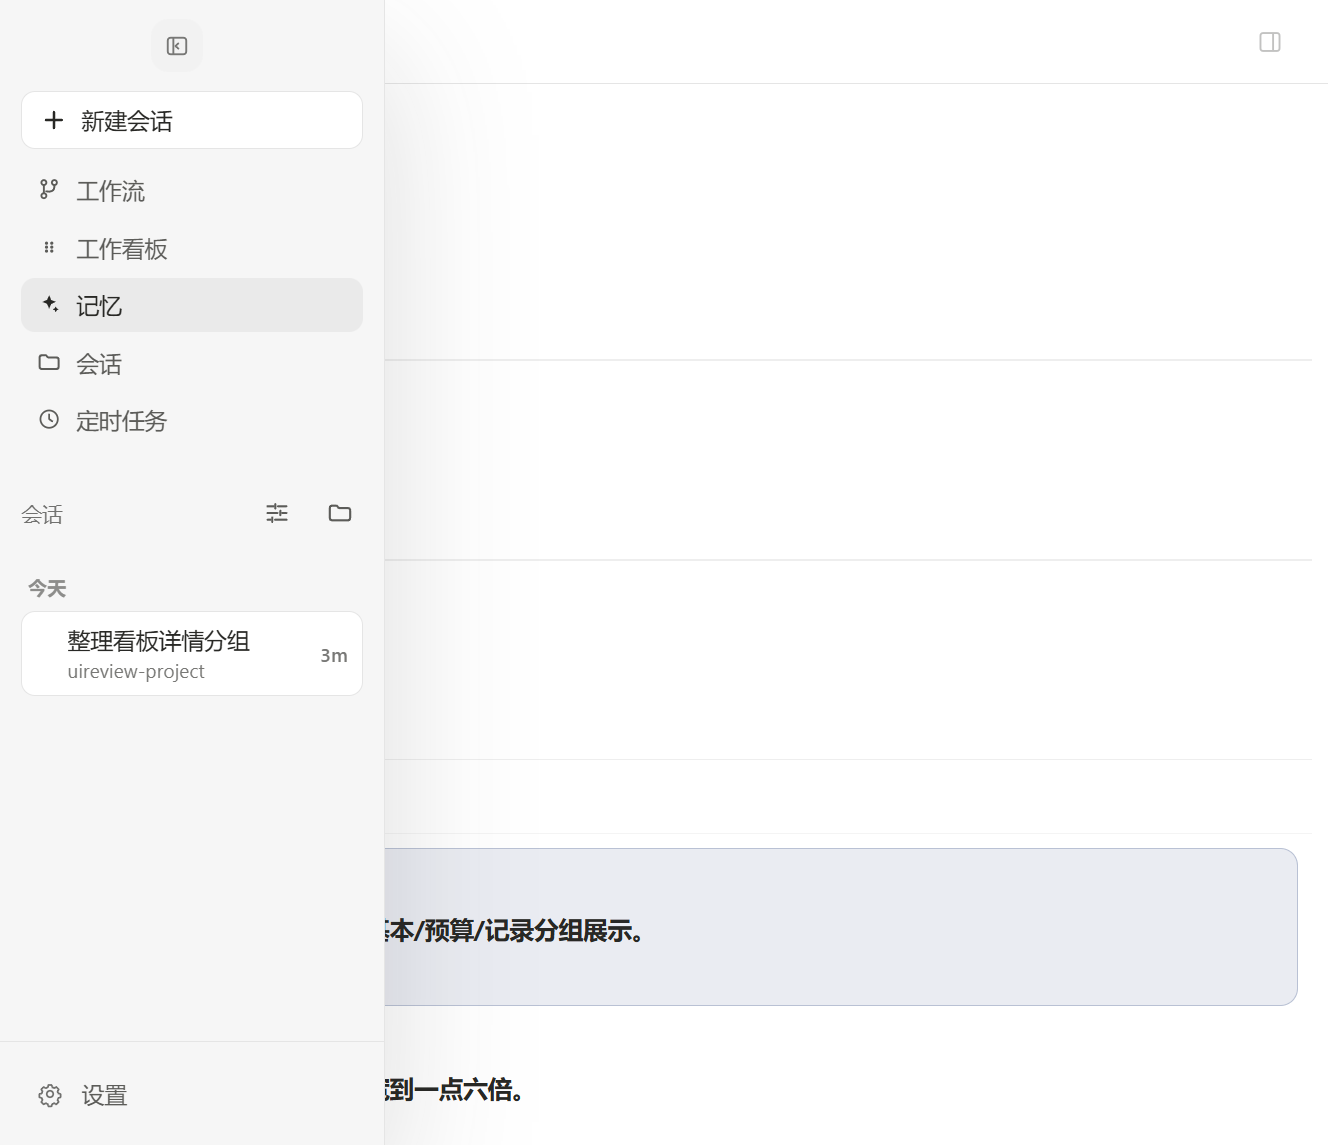 新建会话
工作流
工作看板
记忆
会话
定时任务
会话
今天
整理看板详情分组
uireview-project
3m
本/预算/记录分组展示。
到一点六倍。
设置